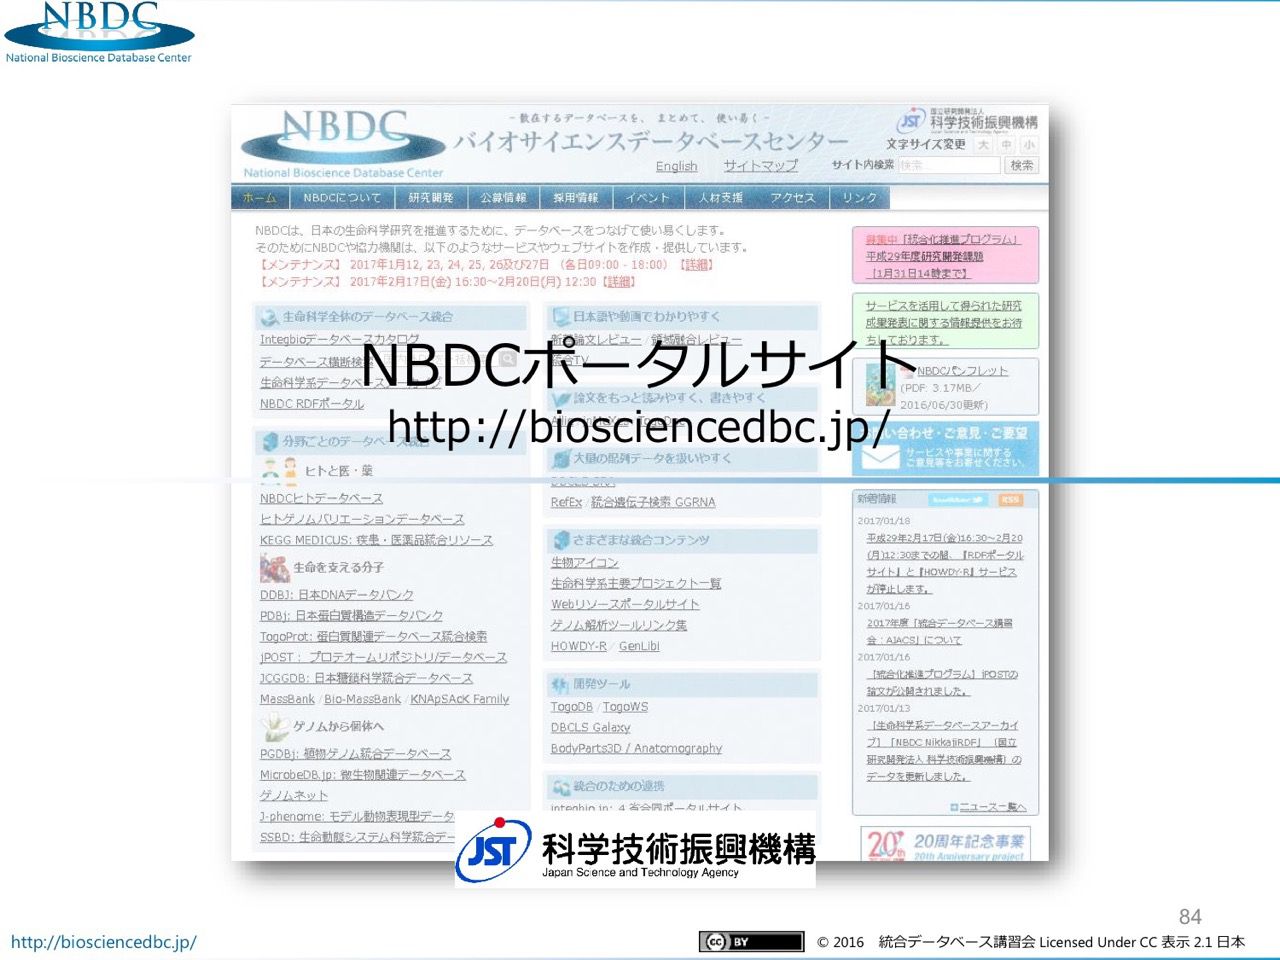 NBDC
National Bioscience Database Center
NBDC
National Bioscience Database Center
- 散在するデータベースを、まとめて、使い易く -
バイオサイエンスデータベースセンター
English サイトマップ
国立研究開発法人
JST 科学技術振興機構
文字サイズ変更 大 中 小
サイト内検索 検索 検索
ホーム NBDCについて 研究開発 公募情報 採用情報 イベント 人材支援 アクセス リンク
NBDCは、日本の生命科学研究を推進するために、データベースをつなげて使い易くします。
そのためにNBDCや協力機関は、以下のようなサービスやウェブサイトを作成・提供しています。
【メンテナンス】 2017年1月12, 23, 24, 25, 26及び27日 （各日09:00 - 18:00）【詳細】
【メンテナンス】 2017年2月17日(金) 16:30～2月20日(月) 12:30【詳細】
生命科学全体のデータベース統合
Integbioデータベースカタログ
データベース横断検索
生命科学系データベースアーカイブ
NBDC RDFポータル
分野ごとのデータベース統合
ヒトと医・薬
NBDCヒトデータベース
ヒトゲノムバリエーションデータベース
KEGG MEDICUS: 疾患・医薬品統合リソース
生命を支える分子
DDBJ: 日本DNAデータバンク
PDBj: 日本蛋白質構造データバンク
TogoProt: 蛋白質関連データベース統合検索
jPOST： プロテオームリポジトリ/データベース
JCGGDB: 日本糖鎖科学統合データベース
MassBank / Bio-MassBank / KNApSAcK Family
ゲノムから個体へ
PGDBj: 植物ゲノム統合データベース
MicrobeDB.jp: 微生物関連データベース
ゲノムネット
J-phenome: モデル動物表現型データ
SSBD: 生命動態システム科学統合データ
日本語や動画でわかりやすく
新着論文レビュー / 領域融合レビュー
統合TV
論文をもっと読みやすく、書きやすく
大量の配列データを扱いやすく
RefEx / 統合遺伝子検索 GGRNA
さまざまな統合コンテンツ
生物アイコン
生命科学系主要プロジェクト一覧
Webリソースポータルサイト
ゲノム解析ツールリンク集
HOWDY-R / GenLibi
開発ツール
TogoDB / TogoWS
DBCLS Galaxy
BodyParts3D / Anatomography
統合のための連携
integbio.jp: 4省合同ポータルサイト
募集中 「統合化推進プログラム」
平成29年度研究開発課題
【1月31日14時まで】
サービスを活用して得られた研究
成果発表に関する情報提供をお待
ちしております。
NBDCパンフレット
(PDF: 3.17MB／
2016/06/30更新)
お問い合わせ・ご意見・ご要望
サービスや事業に関する
ご意見等をお寄せください。
新着情報 RSS
2017/01/18
平成29年2月17日(金)16:30～2月20
(月)12:30までの間、『RDFポータル
サイト』と『HOWDY-R』サービス
が停止します。
2017/01/16
2017年度「統合データベース講習
会：AJACS」について
2017/01/16
【統合化推進プログラム】jPOSTの
論文が公開されました。
2017/01/13
【生命科学系データベースアーカイ
ブ】「NBDC NikkajiRDF」（国立
研究開発法人 科学技術振興機構）の
データを更新しました。
ニュース一覧へ
20th 20周年記念事業
20th Anniversary project
NBDCポータルサイト
http://biosciencedbc.jp/
JST 科学技術振興機構
Japan Science and Technology Agency
84
http://biosciencedbc.jp/
cc BY
© 2016 統合データベース講習会 Licensed Under CC 表示 2.1 日本